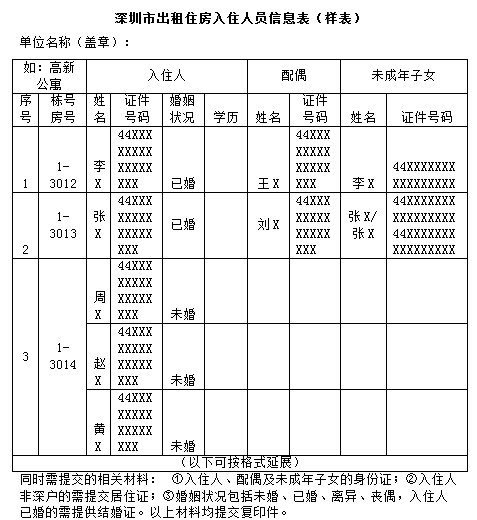 深圳市出租住房入住人员信息表（样表）
单位名称（盖章）：
如：高新公寓 入住人 配偶 未成年子女
序号 栋号房号 姓名 证件号码 婚姻状况 学历 姓名 证件号码 姓名 证件号码
1 1-3012 李X 44XXXXXXXXXXXXXXXX 已婚 王X 44XXXXXXXXXXXXXXXX 李X 44XXXXXXXXXXXXXXXX
2 1-3013 张X 44XXXXXXXXXXXXXXXX 已婚 刘X 44XXXXXXXXXXXXXXXX 张X/张X 44XXXXXXXXXXXXXXXX 44XXXXXXXXXXXXXXXX
3 1-3014 周X 44XXXXXXXXXXXXXXXX 未婚
赵X 44XXXXXXXXXXXXXXXX 未婚
黄X 44XXXXXXXXXXXXXXXX 未婚
（以下可按格式延展）
同时需提交的相关材料： ①入住人、配偶及未成年子女的身份证；②入住人
非深户的需提交居住证；③婚姻状况包括未婚、已婚、离异、丧偶，入住人
已婚的需提供结婚证。以上材料均提交复印件。